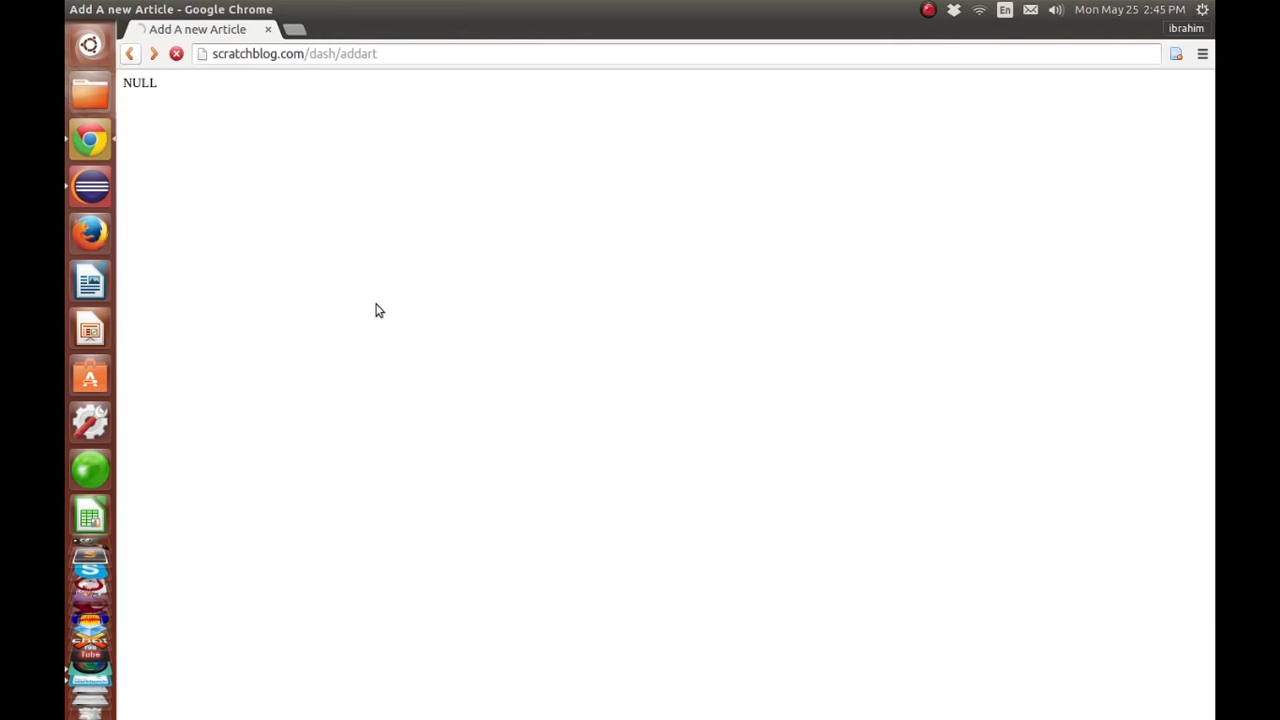 Add A new Article - Google Chrome
En
Mon May 25 2:45 PM
Add A new Article
ibrahim
scratchblog.com/dash/addart
NULL
Tube